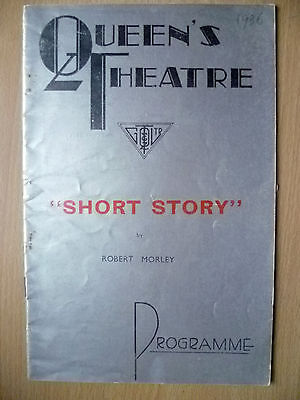 1936
QUEEN'S
THEATRE
"SHORT STORY"
by
ROBERT MORLEY
PROGRAMME